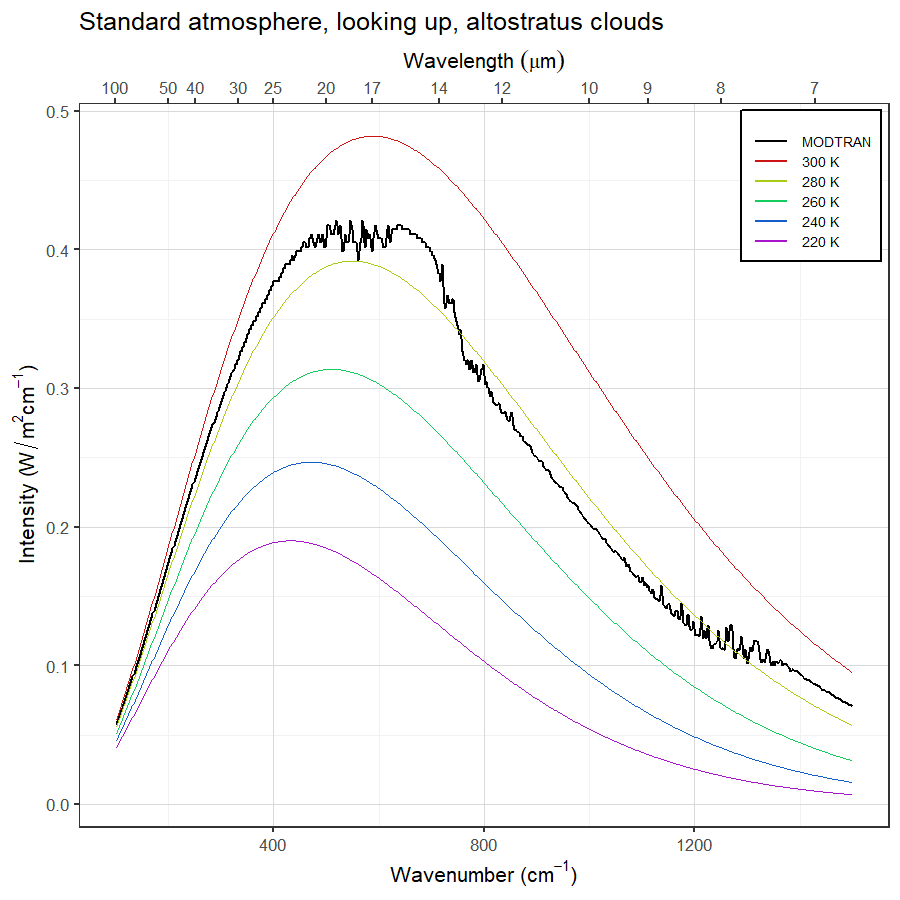 Standard atmosphere, looking up, altostratus clouds
Wavelength (μm)
100 50 40 30 25 20 17 14 12 10 9 8 7
0.5
0.4
0.3
0.2
0.1
0.0
Intensity (W/m²cm⁻¹)
MODTRAN
300 K
280 K
260 K
240 K
220 K
400 800 1200
Wavenumber (cm⁻¹)